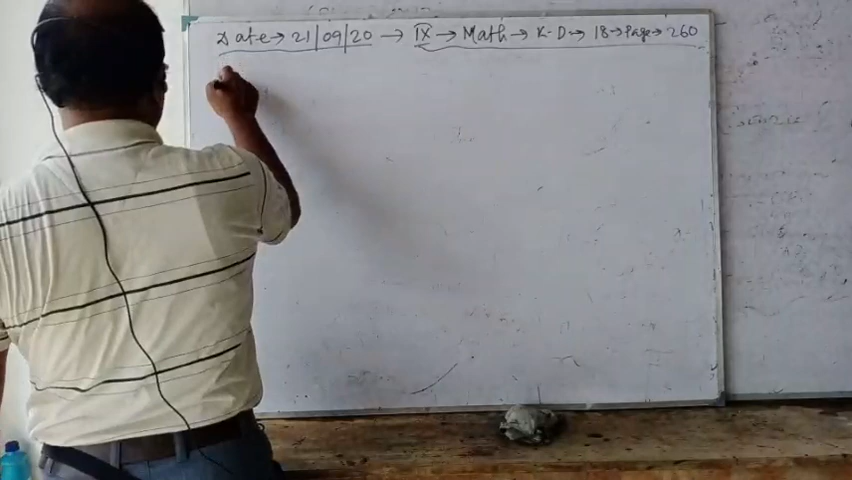 Date → 21/09/20 → IX → Math → K-D → 18 → Page → 260